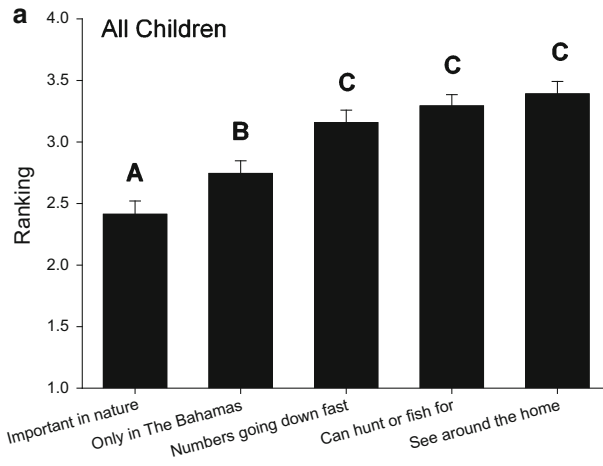 a
All Children
Ranking
4.0
3.5
3.0
2.5
2.0
1.5
1.0
A
B
C
C
C
Important in nature
Only in The Bahamas
Numbers going down fast
Can hunt or fish for
See around the home